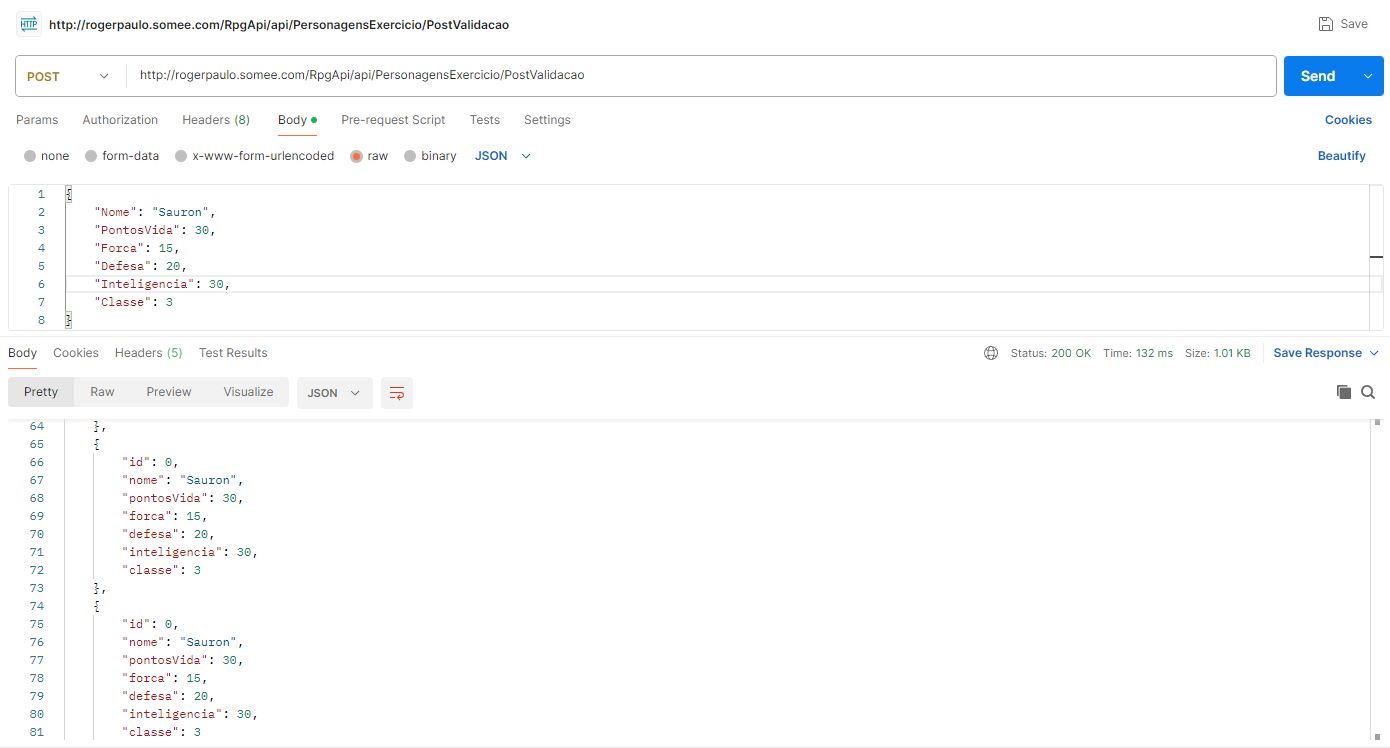 HTTP http://rogerpaulo.somee.com/RpgApi/api/PersonagensExercicio/PostValidacao Save
POST http://rogerpaulo.somee.com/RpgApi/api/PersonagensExercicio/PostValidacao Send
Params Authorization Headers (8) Body Pre-request Script Tests Settings Cookies
none form-data x-www-form-urlencoded raw binary JSON Beautify
1 {
2 "Nome": "Sauron",
3 "PontosVida": 30,
4 "Forca": 15,
5 "Defesa": 20,
6 "Inteligencia": 30,
7 "Classe": 3
8 }
Body Cookies Headers (5) Test Results Status: 200 OK Time: 132 ms Size: 1.01 KB Save Response
Pretty Raw Preview Visualize JSON
64 },
65 {
66 "id": 0,
67 "nome": "Sauron",
68 "pontosVida": 30,
69 "forca": 15,
70 "defesa": 20,
71 "inteligencia": 30,
72 "classe": 3
73 },
74 {
75 "id": 0,
76 "nome": "Sauron",
77 "pontosVida": 30,
78 "forca": 15,
79 "defesa": 20,
80 "inteligencia": 30,
81 "classe": 3